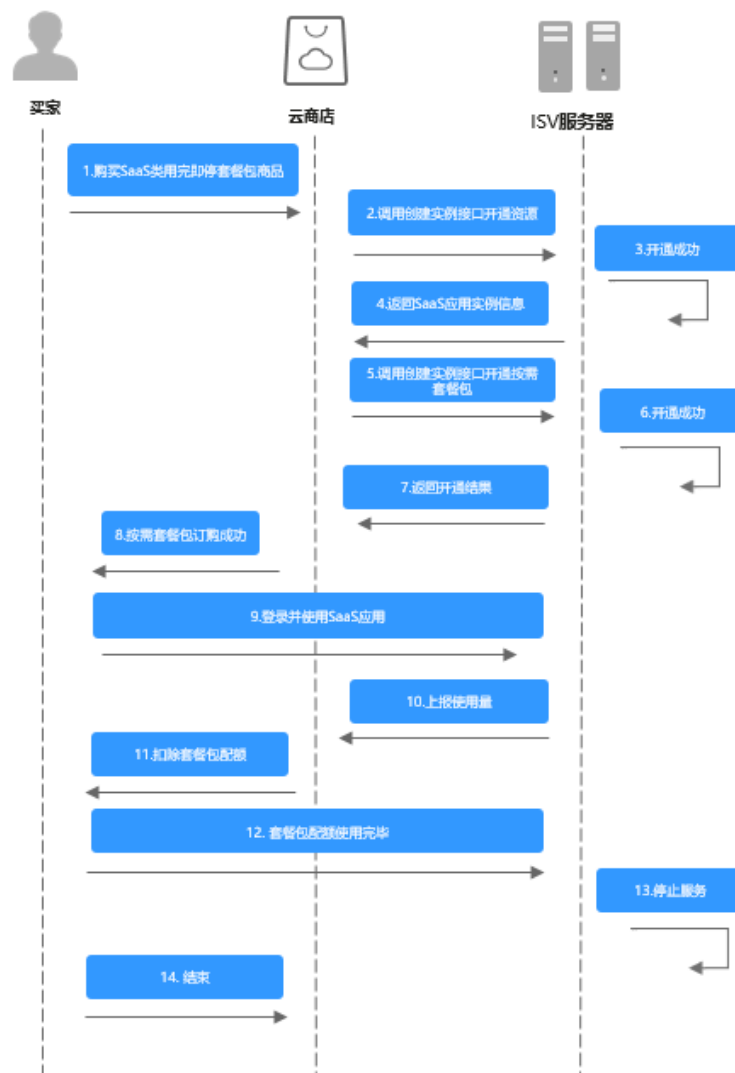 买家
云商店
ISV服务器
1.购买SaaS类用完即停套餐包商品
2.调用创建实例接口开通资源
3.开通成功
4.返回SaaS应用实例信息
5.调用创建实例接口开通按需
套餐包
6.开通成功
7.返回开通结果
8.按需套餐包订购成功
9.登录并使用SaaS应用
10.上报使用量
11.扣除套餐包配额
12. 套餐包配额使用完毕
13.停止服务
14. 结束